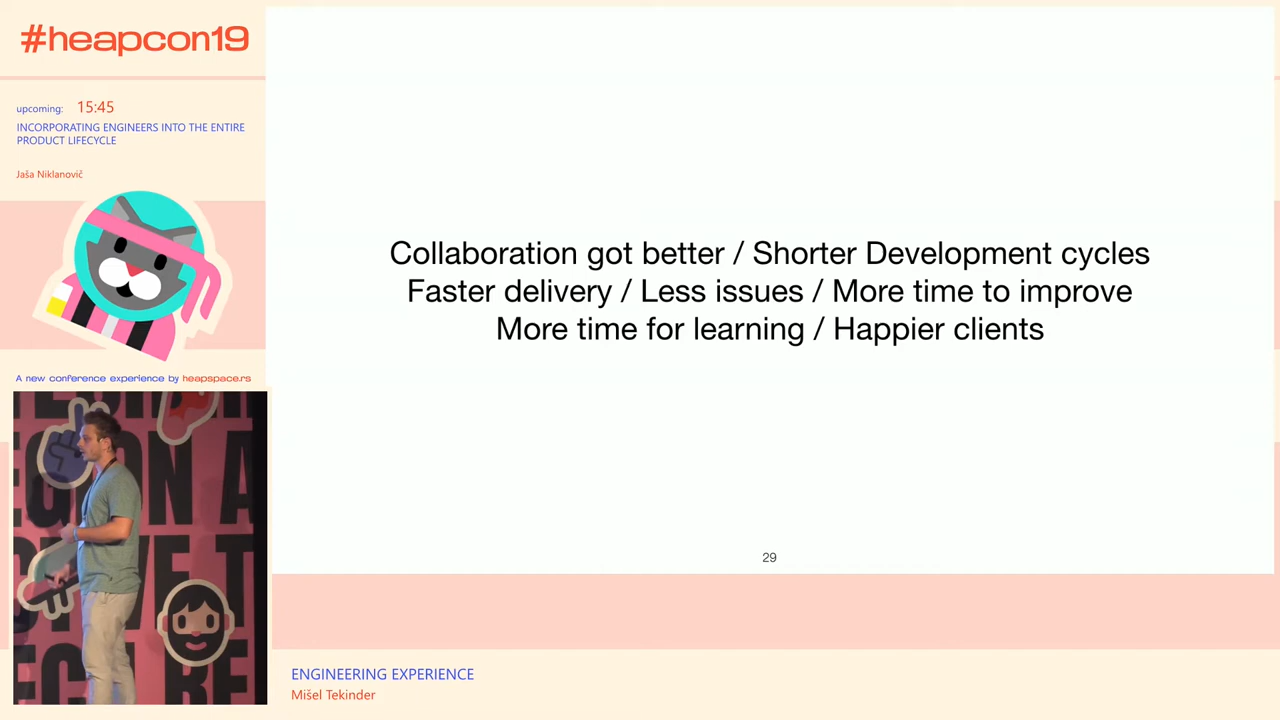 #heapcon19
upcoming: 15:45
INCORPORATING ENGINEERS INTO THE ENTIRE
PRODUCT LIFECYCLE
Jaša Niklanovič
A new conference experience by heapspace.rs
Collaboration got better / Shorter Development cycles
Faster delivery / Less issues / More time to improve
More time for learning / Happier clients
29
ENGINEERING EXPERIENCE
Mišel Tekinder